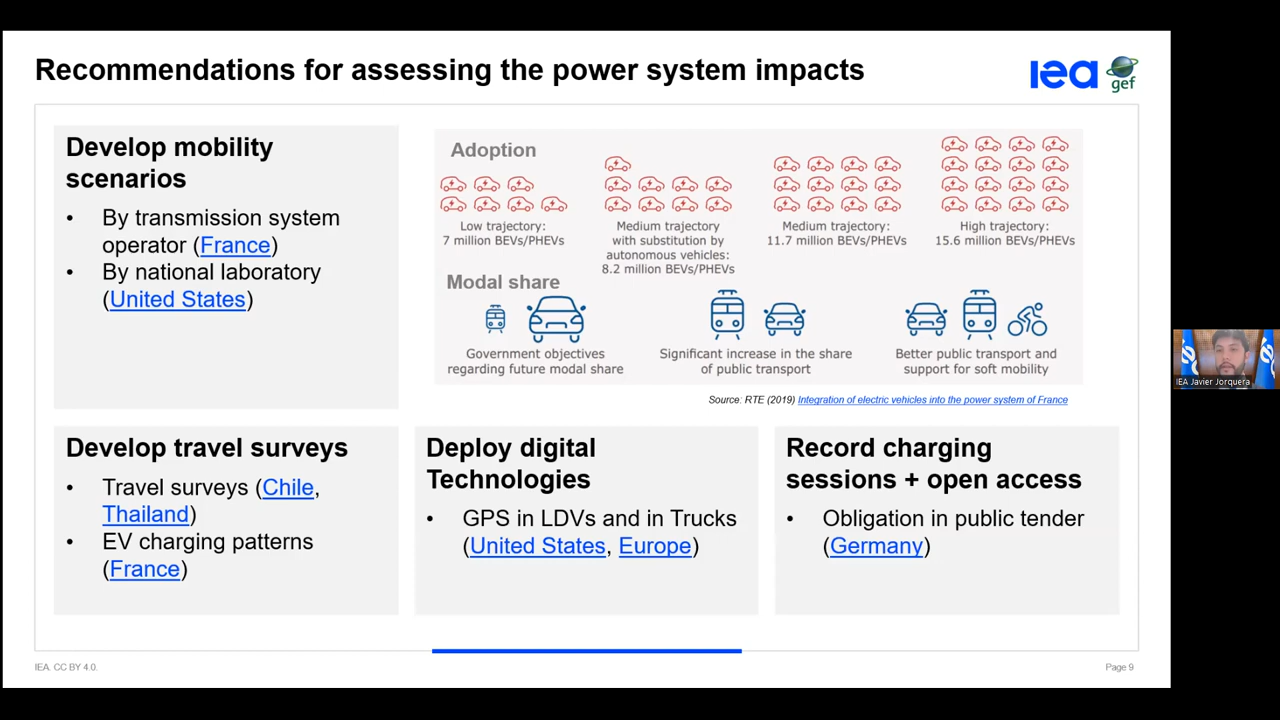 Recommendations for assessing the power system impacts
iea
gef
Develop mobility
scenarios
• By transmission system
operator (France)
• By national laboratory
(United States)
Adoption
Low trajectory:
7 million BEVs/PHEVs
Medium trajectory
with substitution by
autonomous vehicles:
8.2 million BEVs/PHEVs
Medium trajectory:
11.7 million BEVs/PHEVs
High trajectory:
15.6 million BEVs/PHEVs
Modal share
Government objectives
regarding future modal share
Significant increase in the share
of public transport
Better public transport and
support for soft mobility
Source: RTE (2019) Integration of electric vehicles into the power system of France
Develop travel surveys
• Travel surveys (Chile,
Thailand)
• EV charging patterns
(France)
Deploy digital
Technologies
• GPS in LDVs and in Trucks
(United States, Europe)
Record charging
sessions + open access
• Obligation in public tender
(Germany)
IEA. CC BY 4.0.
Page 9
IEA Javier Jorquera